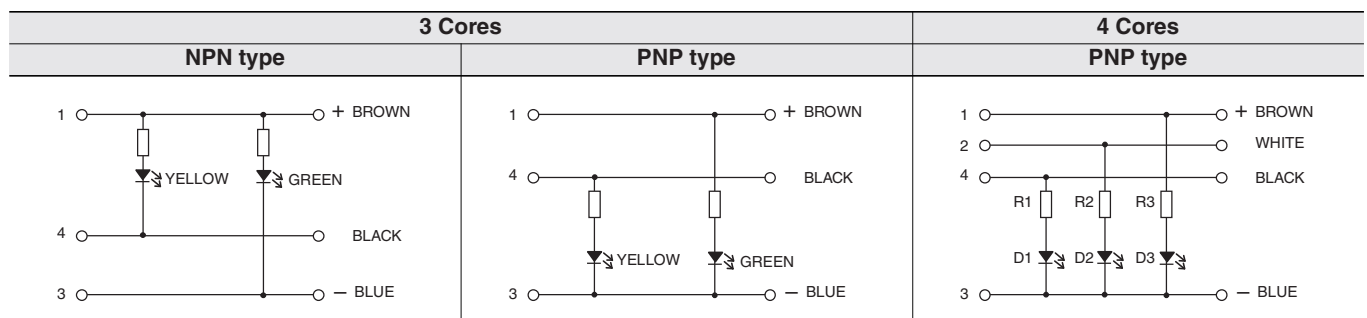 3 Cores
4 Cores
NPN type
PNP type
PNP type
1
+ BROWN
YELLOW
GREEN
4
BLACK
3
– BLUE
1
+ BROWN
4
BLACK
YELLOW
GREEN
3
– BLUE
1
+ BROWN
2
WHITE
4
BLACK
R1 R2 R3
D1 D2 D3
3
– BLUE